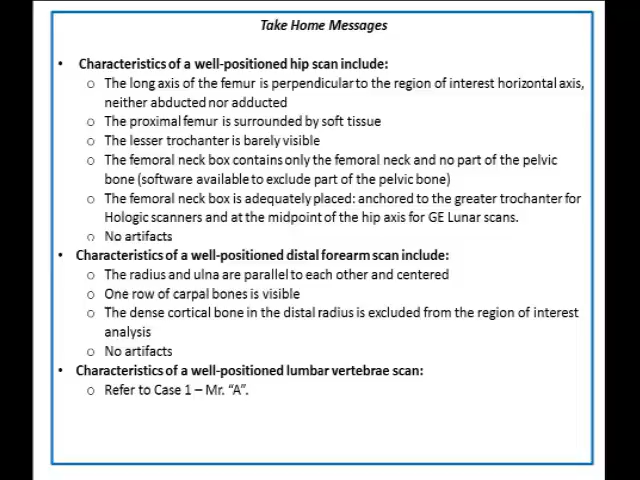 Take Home Messages
• Characteristics of a well-positioned hip scan include:
o The long axis of the femur is perpendicular to the region of interest horizontal axis,
neither abducted nor adducted
o The proximal femur is surrounded by soft tissue
o The lesser trochanter is barely visible
o The femoral neck box contains only the femoral neck and no part of the pelvic
bone (software available to exclude part of the pelvic bone)
o The femoral neck box is adequately placed: anchored to the greater trochanter for
Hologic scanners and at the midpoint of the hip axis for GE Lunar scans.
o No artifacts
• Characteristics of a well-positioned distal forearm scan include:
o The radius and ulna are parallel to each other and centered
o One row of carpal bones is visible
o The dense cortical bone in the distal radius is excluded from the region of interest
analysis
o No artifacts
• Characteristics of a well-positioned lumbar vertebrae scan:
o Refer to Case 1 – Mr. “A”.